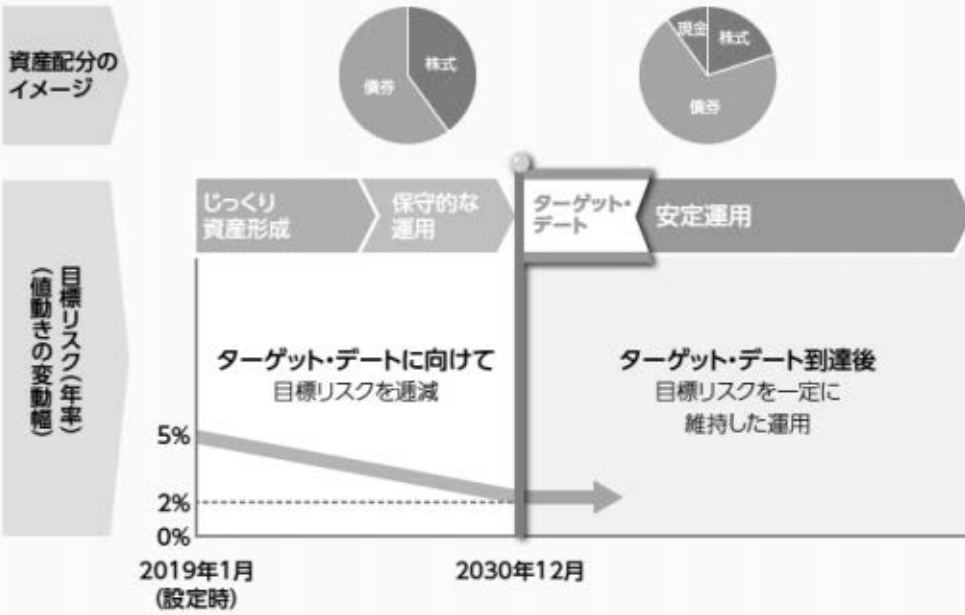 資産配分の
イメージ
債券
株式
現金
株式
債券
じっくり
資産形成
保守的な
運用
ターゲット・
デート
安定運用
目標リスク(年率)
(値動きの変動幅)
ターゲット・デートに向けて
目標リスクを逓減
ターゲット・デート到達後
目標リスクを一定に
維持した運用
5%
2%
0%
2019年1月
(設定時)
2030年12月